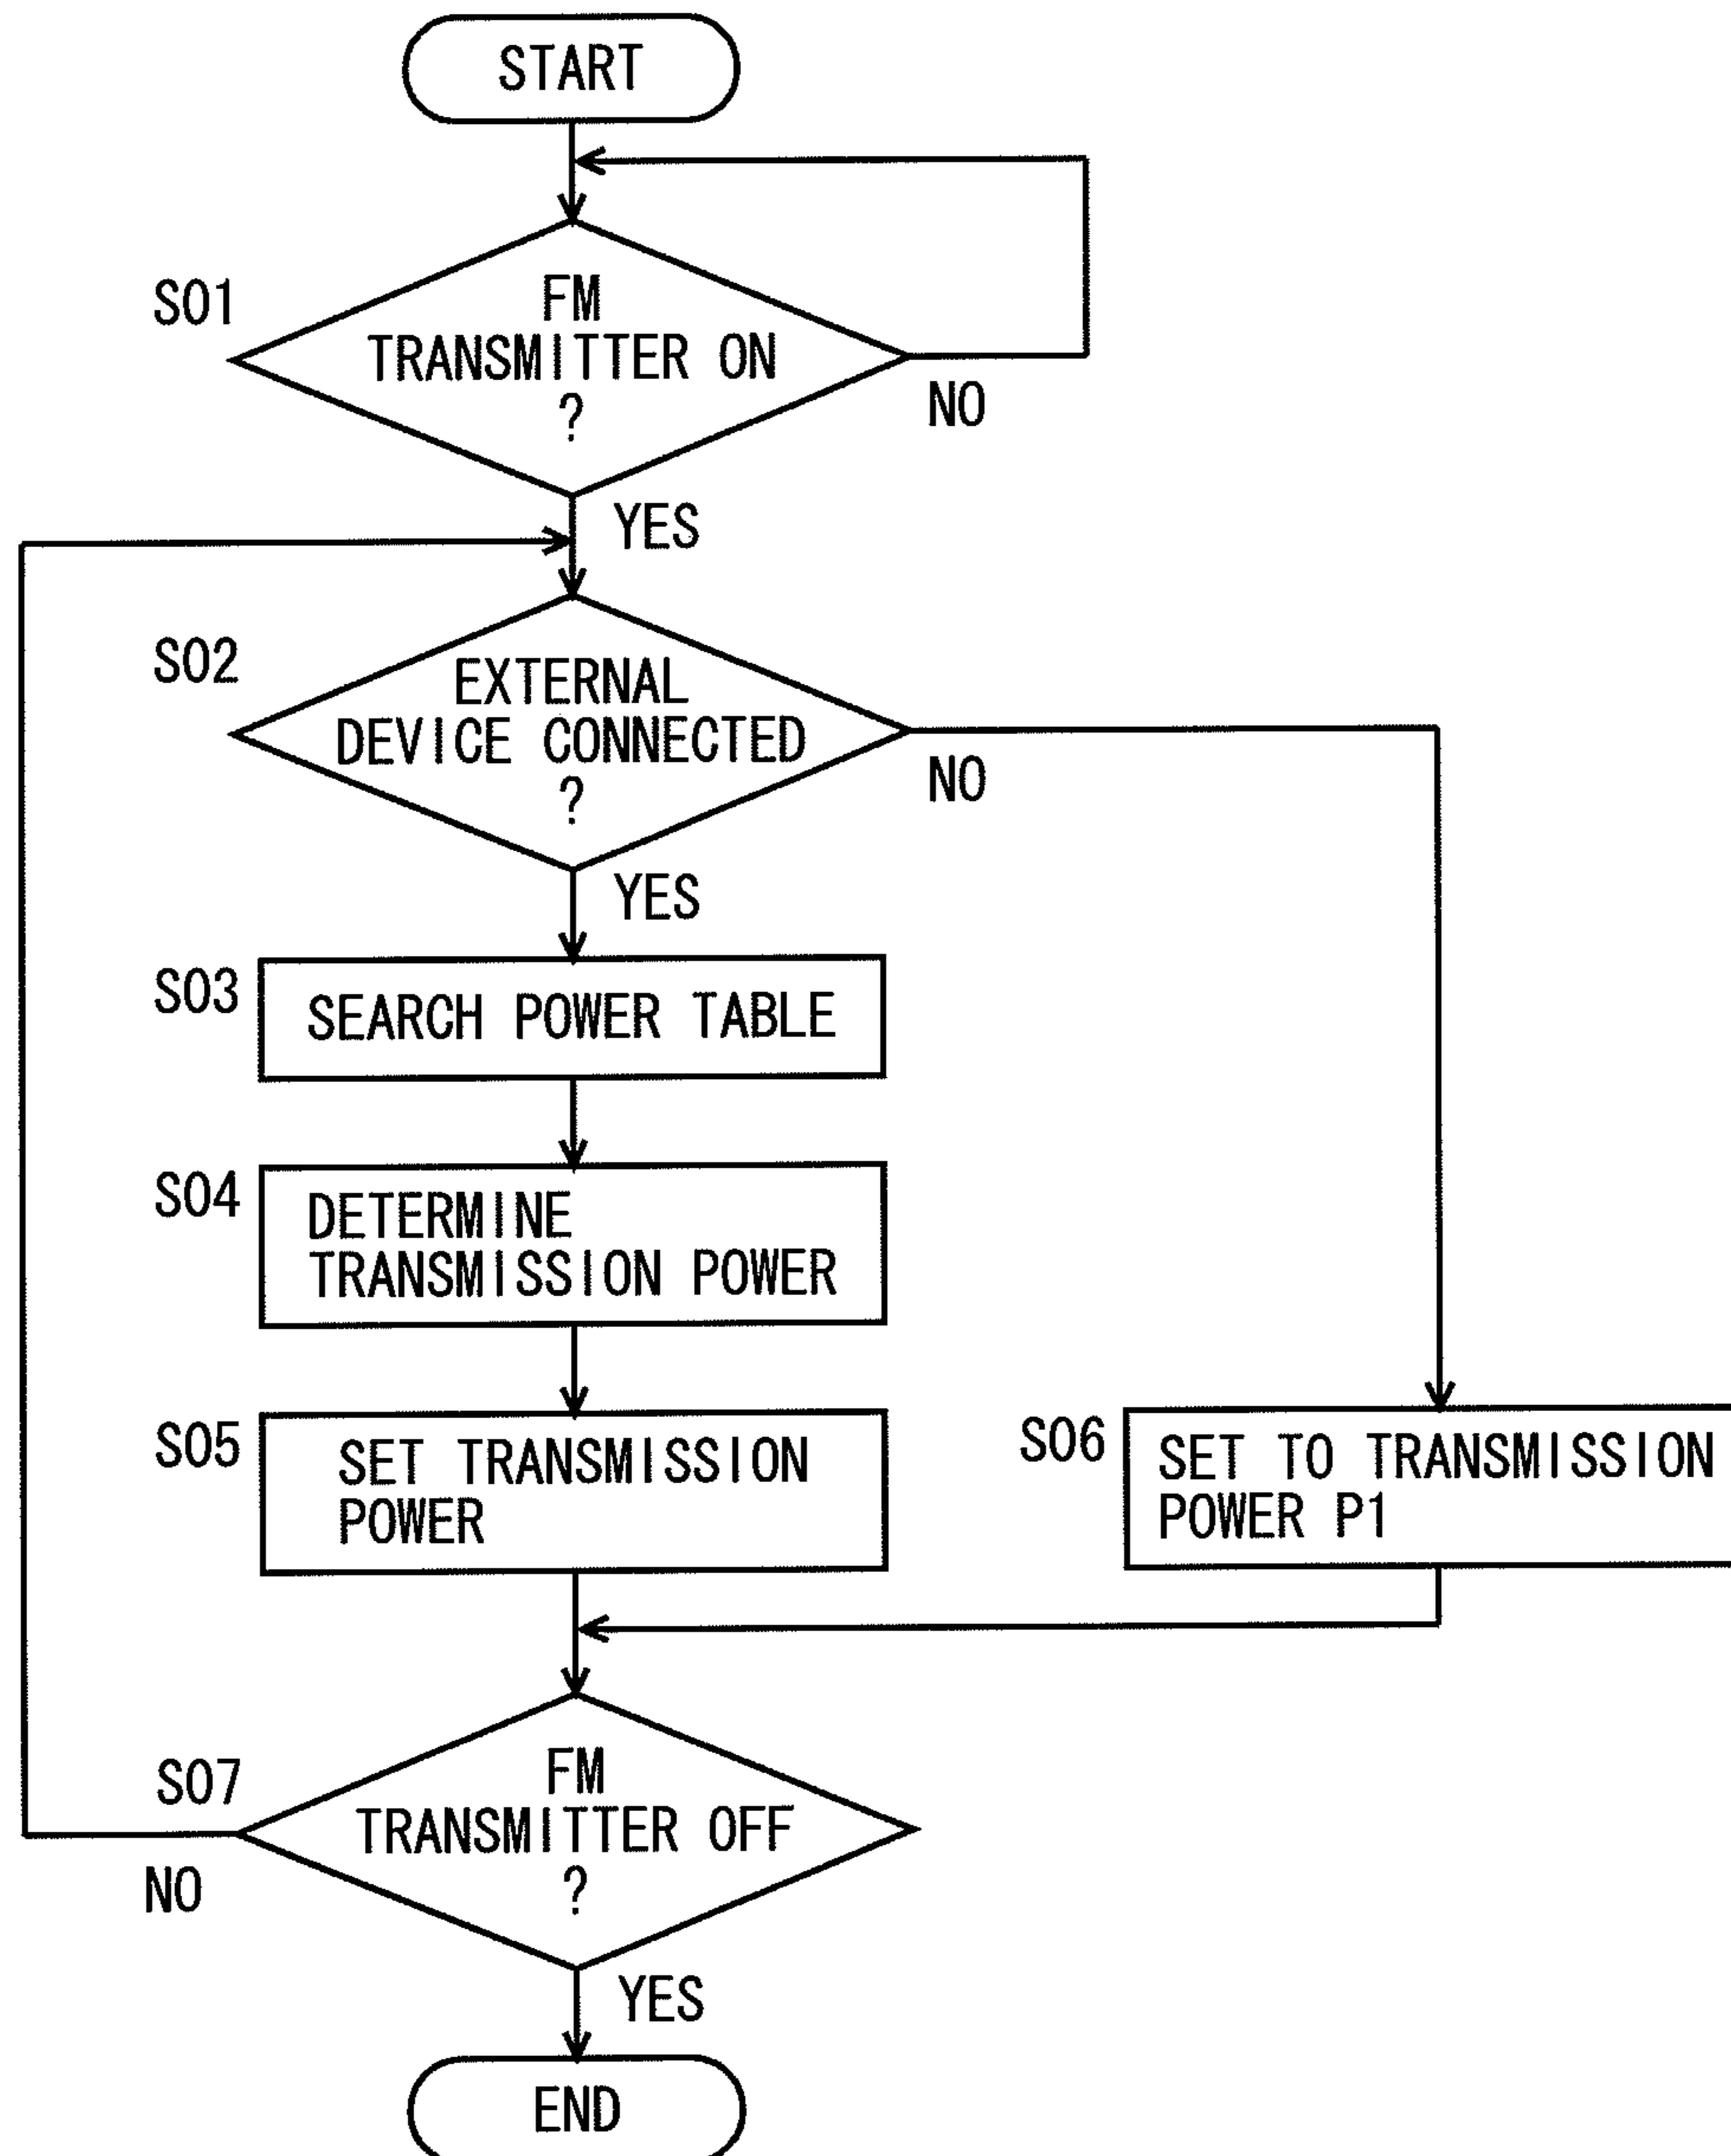 START
S01
FM
TRANSMITTER ON
?
NO
YES
S02
EXTERNAL
DEVICE CONNECTED
?
NO
YES
S03
SEARCH POWER TABLE
S04
DETERMINE
TRANSMISSION POWER
S05
SET TRANSMISSION
POWER
S06
SET TO TRANSMISSION
POWER P1
S07
FM
TRANSMITTER OFF
?
NO
YES
END